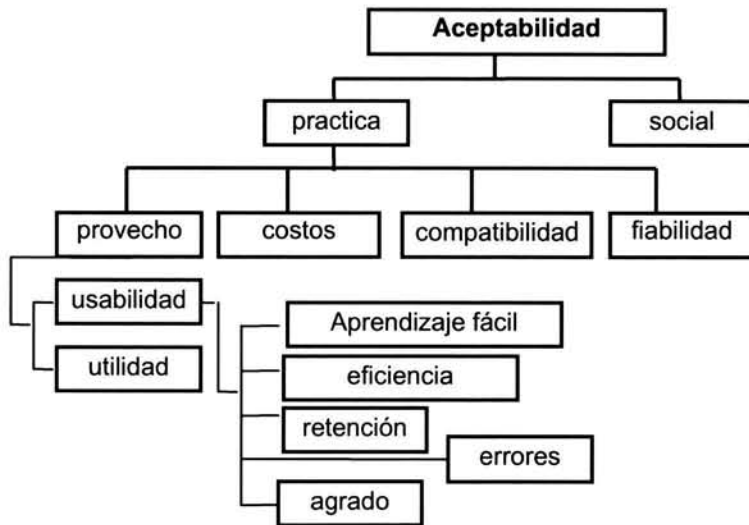 Aceptabilidad
practica
social
provecho
costos
compatibilidad
fiabilidad
usabilidad
utilidad
Aprendizaje fácil
eficiencia
retención
errores
agrado